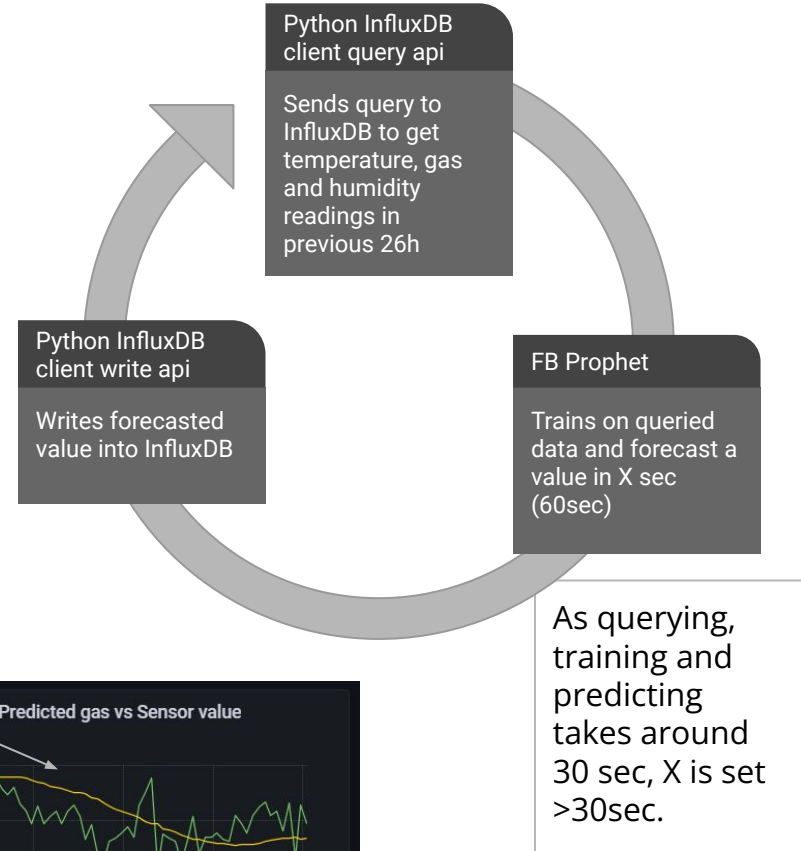 Python InfluxDB
client query api
Sends query to
InfluxDB to get
temperature, gas
and humidity
readings in
previous 26h
Python InfluxDB
client write api
Writes forecasted
value into InfluxDB
FB Prophet
Trains on queried
data and forecast a
value in X sec
(60sec)
As querying,
training and
predicting
takes around
30 sec, X is set
>30sec.
Predicted gas vs Sensor value